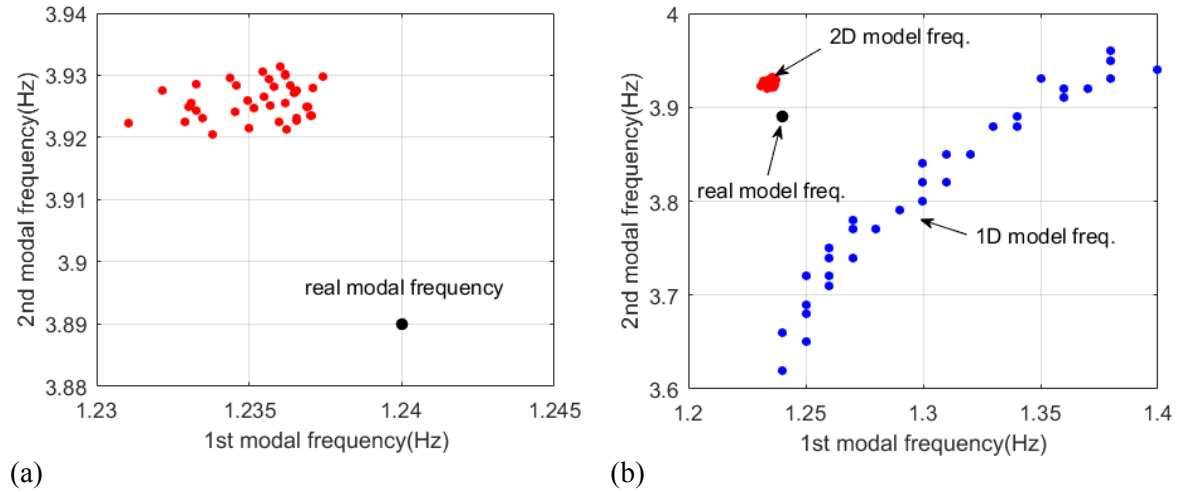 3.94
3.93
3.92
3.91
3.9
3.89
3.88
2nd modal frequency(Hz)
real modal frequency
1.23
1.235
1.24
1.245
1st modal frequency(Hz)
(a)
4
3.9
3.8
3.7
3.6
2nd modal frequency(Hz)
2D model freq.
real model freq.
1D model freq.
1.2
1.25
1.3
1.35
1.4
1st modal frequency(Hz)
(b)